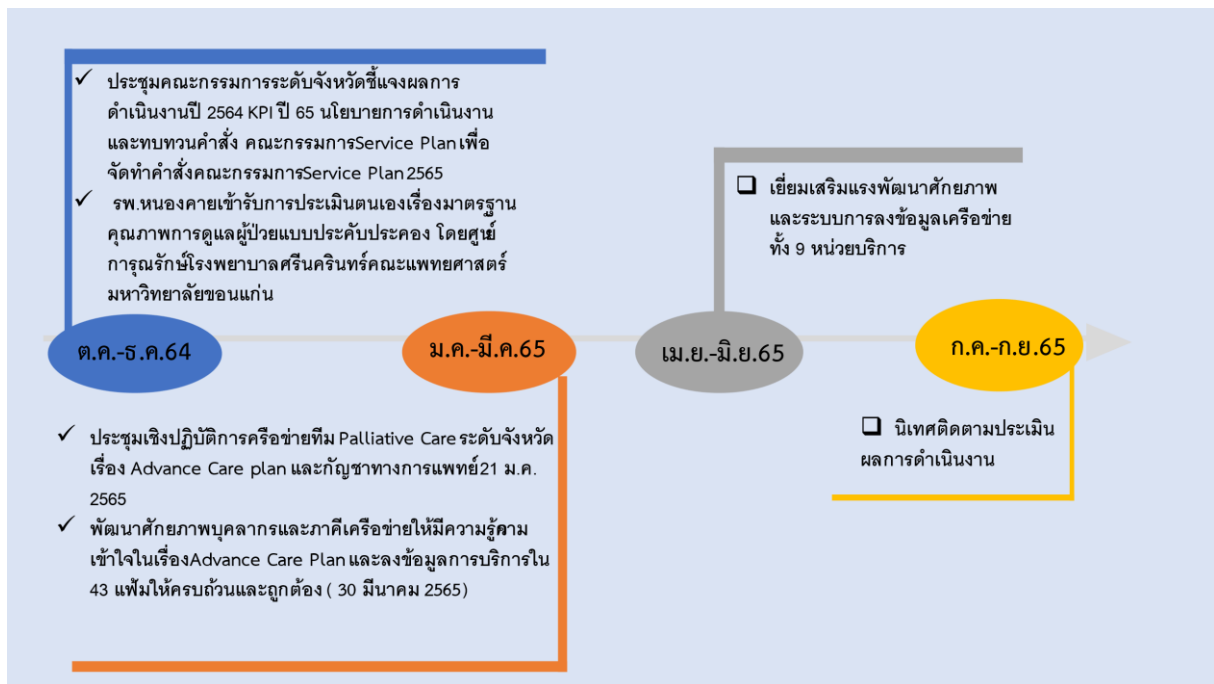 ✓ ประชุมคณะกรรมการระดับจังหวัดชี้แจงผลการ
ดำเนินงานปี 2564 KPI ปี 65 นโยบายการดำเนินงาน
และทบทวนคำสั่ง คณะกรรมการService Plan เพื่อ
จัดทำคำสั่งคณะกรรมการService Plan 2565
✓ รพ.หนองคายเข้ารับการประเมินตนเองเรื่องมาตรฐาน
คุณภาพการดูแลผู้ป่วยแบบประคับประคอง โดยศูนย์
การุณรักษ์โรงพยาบาลศรีนครินทร์คณะแพทยศาสตร์
มหาวิทยาลัยขอนแก่น
❑ เยี่ยมเสริมแรงพัฒนาศักยภาพ
และระบบการลงข้อมูลเครือข่าย
ทั้ง 9 หน่วยบริการ
ต.ค.-ธ.ค.64
ม.ค.-มี.ค.65
เม.ย.-มิ.ย.65
ก.ค.-ก.ย.65
✓ ประชุมเชิงปฏิบัติการครือข่ายทีม Palliative Care ระดับจังหวัด
เรื่อง Advance Care plan และกัญชาทางการแพทย์21 ม.ค.
2565
✓ พัฒนาศักยภาพบุคลากรและภาคีเครือข่ายให้มีความรู้ความ
เข้าใจในเรื่องAdvance Care Plan และลงข้อมูลการบริการใน
43 แฟ้มให้ครบถ้วนและถูกต้อง ( 30 มีนาคม 2565)
❑ นิเทศติดตามประเมิน
ผลการดำเนินงาน